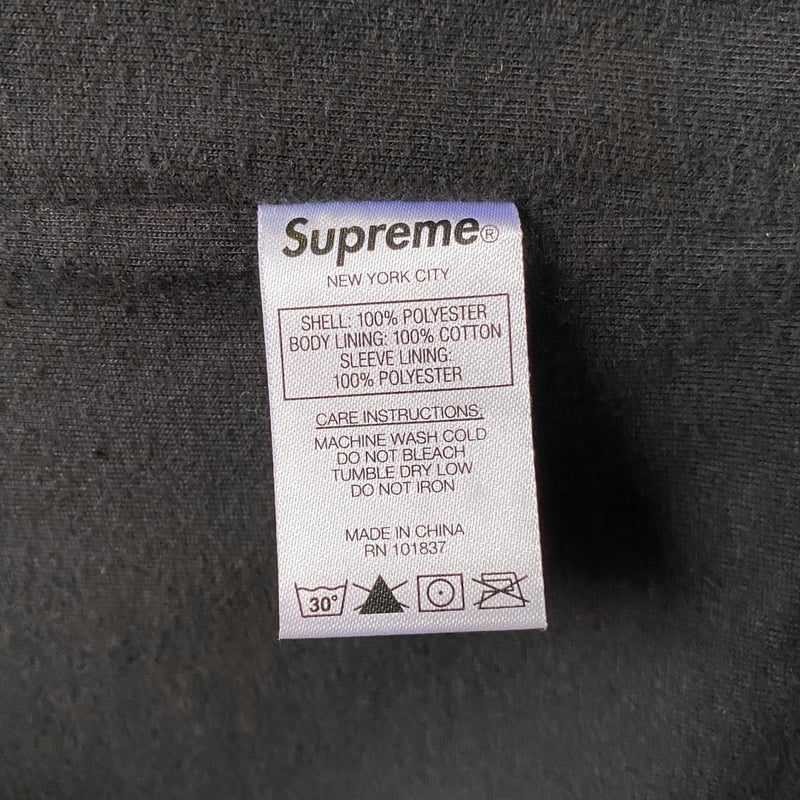 Supreme®
NEW YORK CITY
SHELL: 100% POLYESTER
BODY LINING: 100% COTTON
SLEEVE LINING:
100% POLYESTER
CARE INSTRUCTIONS:
MACHINE WASH COLD
DO NOT BLEACH
TUMBLE DRY LOW
DO NOT IRON
MADE IN CHINA
RN 101837
30°